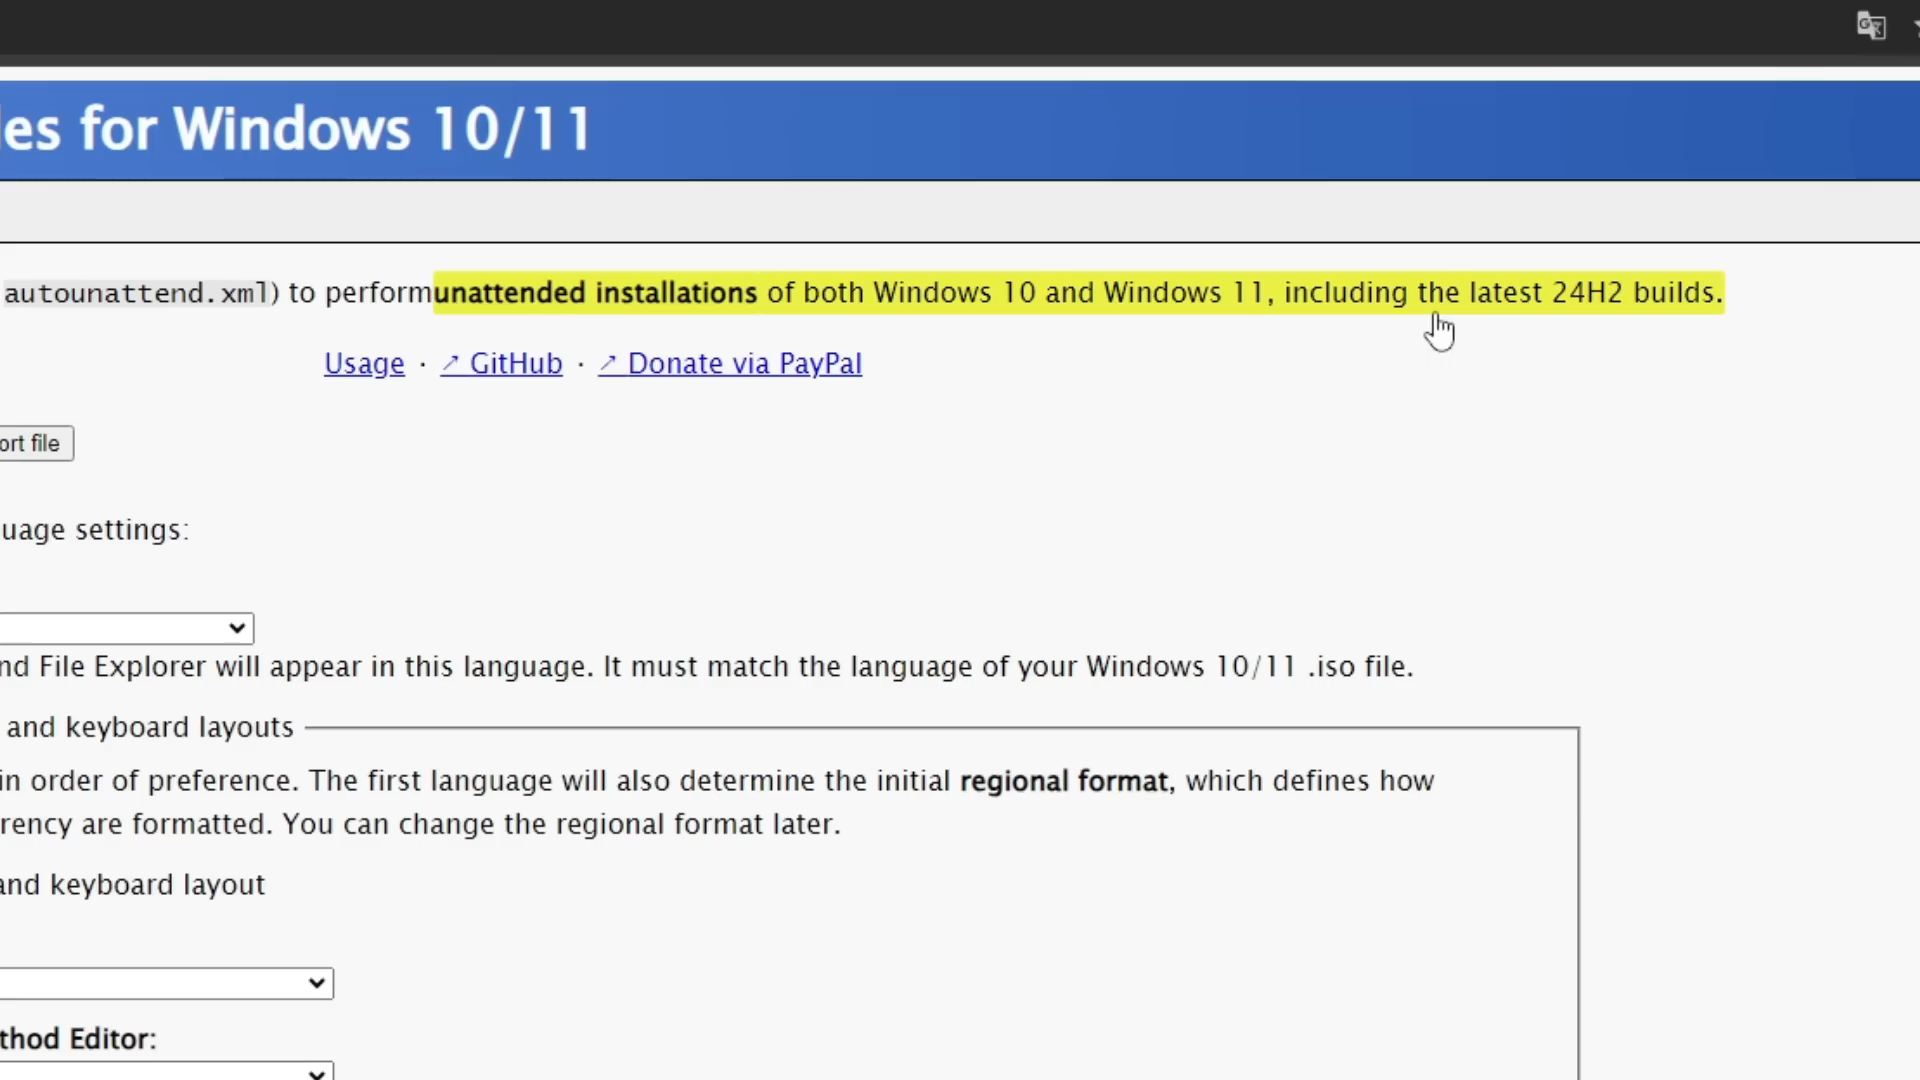 les for Windows 10/11
autounattend.xml) to perform unattended installations of both Windows 10 and Windows 11, including the latest 24H2 builds.
Usage · ↗ GitHub · ↗ Donate via PayPal
ort file
uage settings:
nd File Explorer will appear in this language. It must match the language of your Windows 10/11 .iso file.
and keyboard layouts
in order of preference. The first language will also determine the initial regional format, which defines how
rency are formatted. You can change the regional format later.
and keyboard layout
thod Editor: